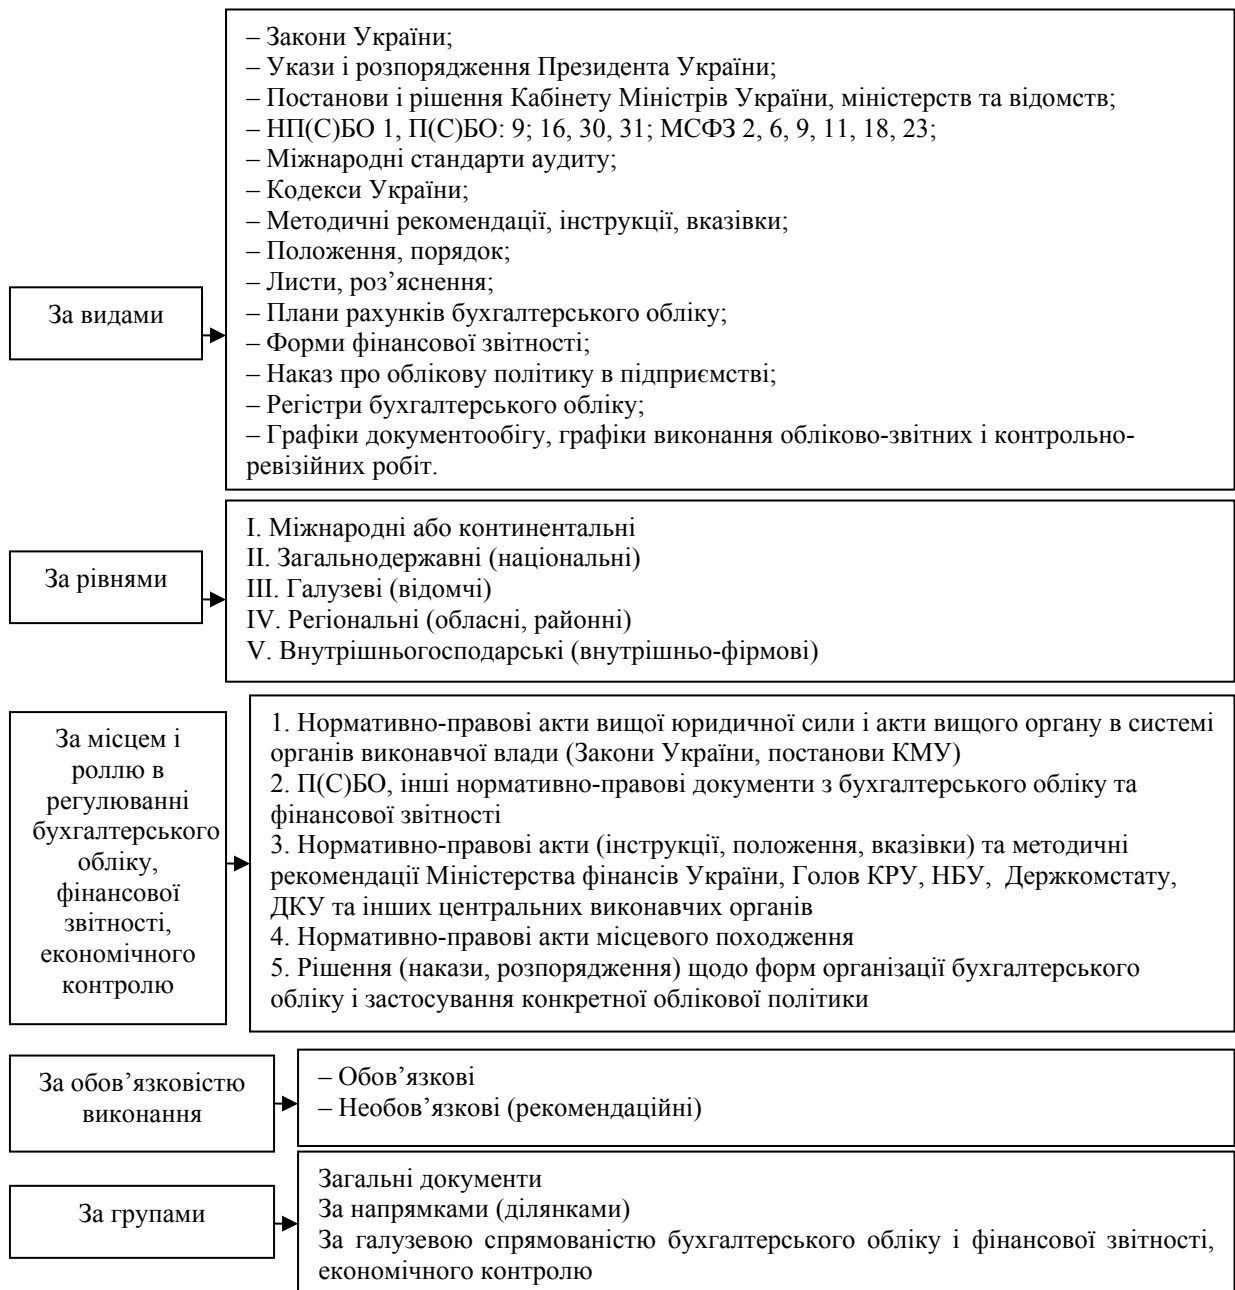 – Закони України;
– Укази і розпорядження Президента України;
– Постанови і рішення Кабінету Міністрів України, міністерств та відомств;
– НП(С)БО 1, П(С)БО: 9; 16, 30, 31; МСФЗ 2, 6, 9, 11, 18, 23;
– Міжнародні стандарти аудиту;
– Кодекси України;
– Методичні рекомендації, інструкції, вказівки;
– Положення, порядок;
– Листи, роз’яснення;
– Плани рахунків бухгалтерського обліку;
– Форми фінансової звітності;
– Наказ про облікову політику в підприємстві;
– Регістри бухгалтерського обліку;
– Графіки документообігу, графіки виконання обліково-звітних і контрольно-
ревізійних робіт.
За видами
І. Міжнародні або континентальні
ІІ. Загальнодержавні (національні)
ІІІ. Галузеві (відомчі)
IV. Регіональні (обласні, районні)
V. Внутрішньогосподарські (внутрішньо-фірмові)
За рівнями
За місцем і
роллю в
регулюванні
бухгалтерського
обліку,
фінансової
звітності,
економічного
контролю
1. Нормативно-правові акти вищої юридичної сили і акти вищого органу в системі
органів виконавчої влади (Закони України, постанови КМУ)
2. П(С)БО, інші нормативно-правові документи з бухгалтерського обліку та
фінансової звітності
3. Нормативно-правові акти (інструкції, положення, вказівки) та методичні
рекомендації Міністерства фінансів України, Голов КРУ, НБУ, Держкомстату,
ДКУ та інших центральних виконавчих органів
4. Нормативно-правові акти місцевого походження
5. Рішення (накази, розпорядження) щодо форм організації бухгалтерського
обліку і застосування конкретної облікової політики
За обов’язковістю
виконання
– Обов’язкові
– Необов’язкові (рекомендаційні)
За групами
Загальні документи
За напрямками (ділянками)
За галузевою спрямованістю бухгалтерського обліку і фінансової звітності,
економічного контролю